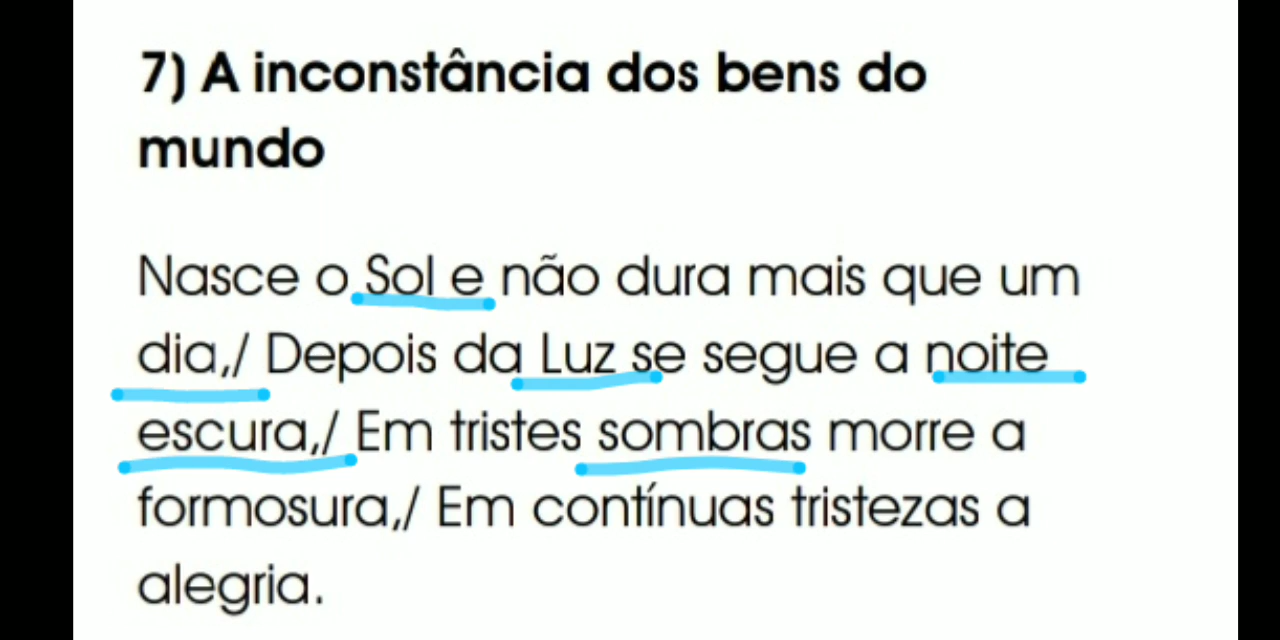 7) A inconstância dos bens do
mundo
Nasce o Sol e não dura mais que um
dia,/ Depois da Luz se segue a noite
escura,/ Em tristes sombras morre a
formosura,/ Em contínuas tristezas a
alegria.